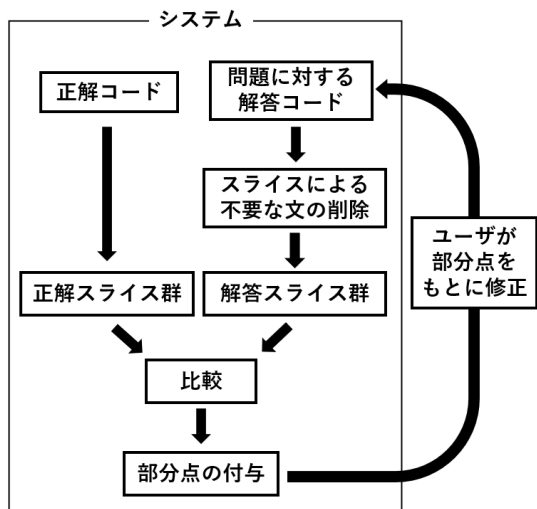 システム
正解コード
問題に対する
解答コード
スライスによる
不要な文の削除
正解スライス群
解答スライス群
比較
部分点の付与
ユーザが
部分点を
もとに修正